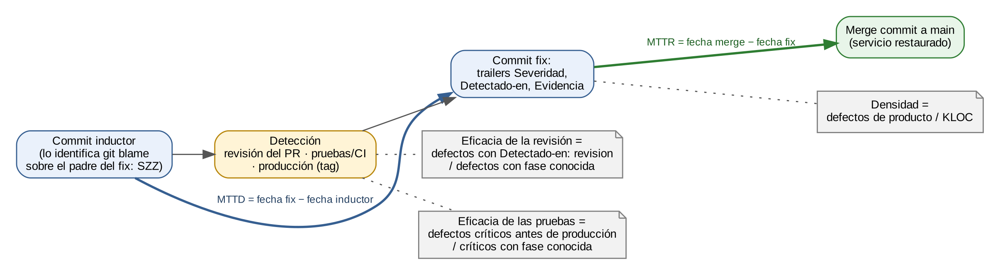 Merge commit a main
(servicio restaurado)
MTTR = fecha merge − fecha fix
Commit fix:
trailers Severidad,
Detectado-en, Evidencia
Densidad =
defectos de producto / KLOC
Commit inductor
(lo identifica git blame
sobre el padre del fix: SZZ)
Detección
revisión del PR · pruebas/CI
· producción (tag)
Eficacia de la revisión =
defectos con Detectado-en: revision
/ defectos con fase conocida
MTTD = fecha fix − fecha inductor
Eficacia de las pruebas =
defectos críticos antes de producción
/ críticos con fase conocida